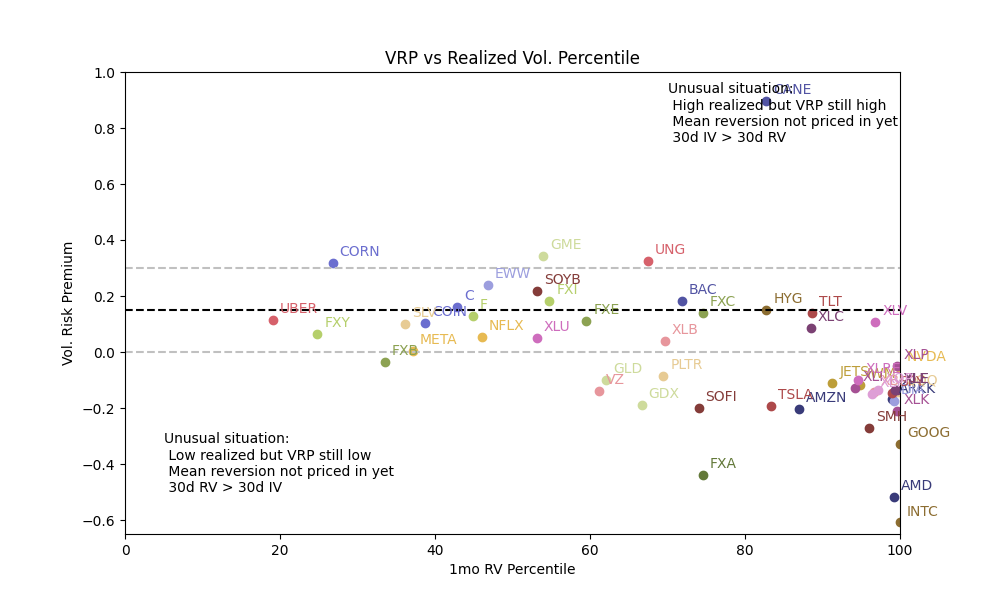 VRP vs Realized Vol. Percentile
Vol. Risk Premium
1.0
0.8
0.6
0.4
0.2
0.0
−0.2
−0.4
−0.6
Unusual situation:
High realized but VRP still high
Mean reversion not priced in yet
30d IV > 30d RV
CANE
GME
UNG
CORN
EWW
SOYB
FXI
BAC
C
F
FXE
FXC
HYG
TLT
XLC
XLV
UBER
SLV
COIN
FXY
META
NFLX
XLU
XLB
FXB
PLTR
GLD
VZ
GDX
SOFI
TSLA
AMZN
JETS
XLP
NVDA
XLE
ARKK
XLK
SMH
GOOG
FXA
AMD
INTC
Unusual situation:
Low realized but VRP still low
Mean reversion not priced in yet
30d RV > 30d IV
0
20
40
60
80
100
1mo RV Percentile